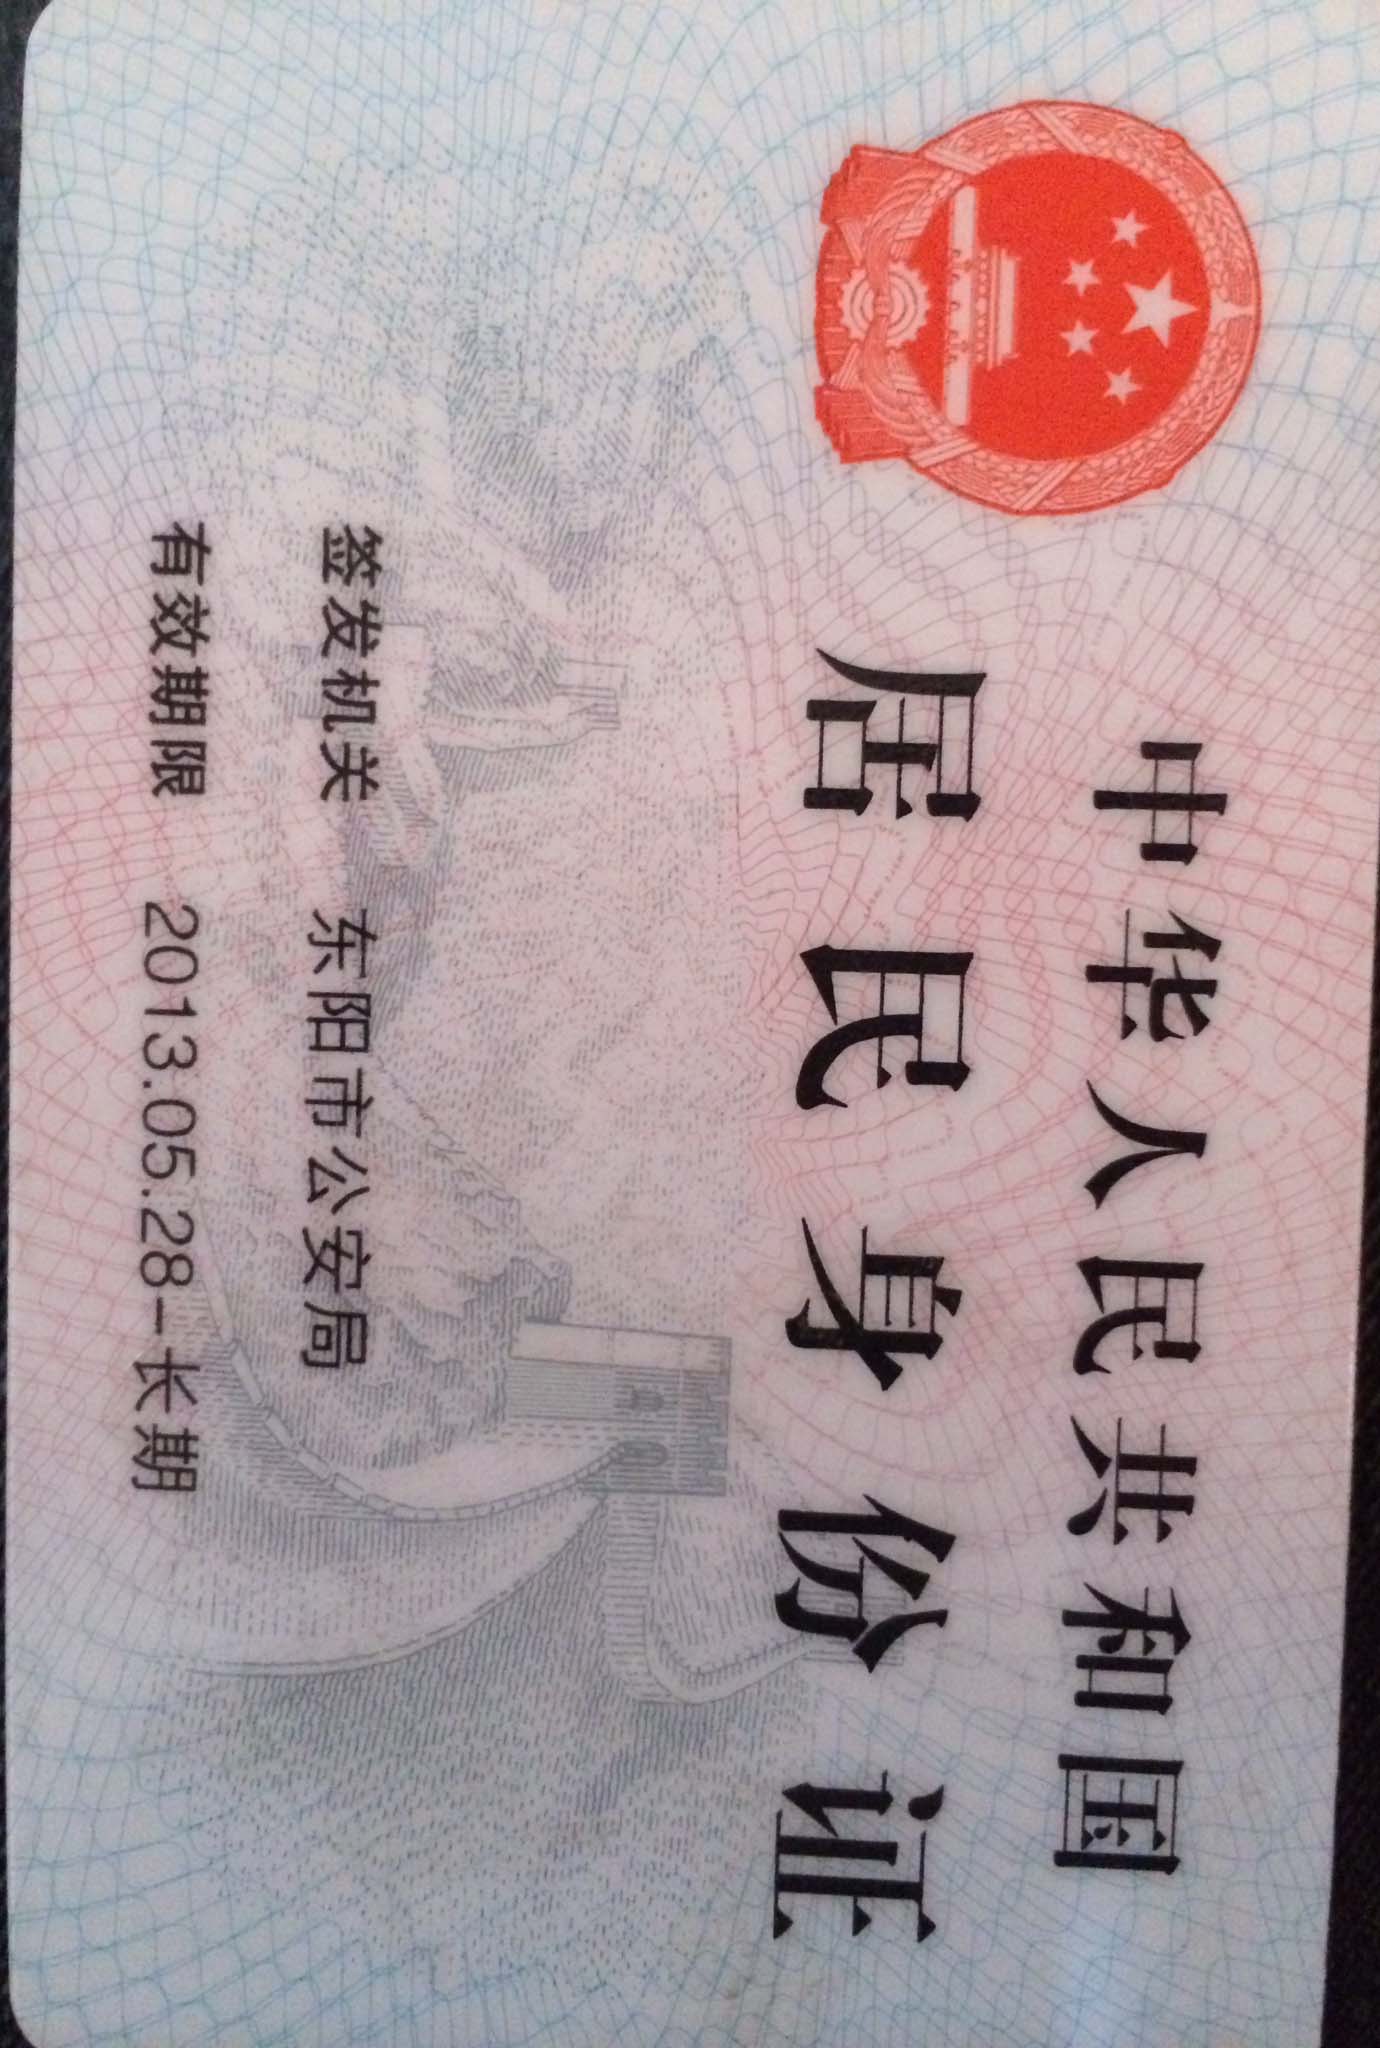 中华人民共和国
居民身份证
签发机关 东阳市公安局
有效期限 2013.05.28-长期